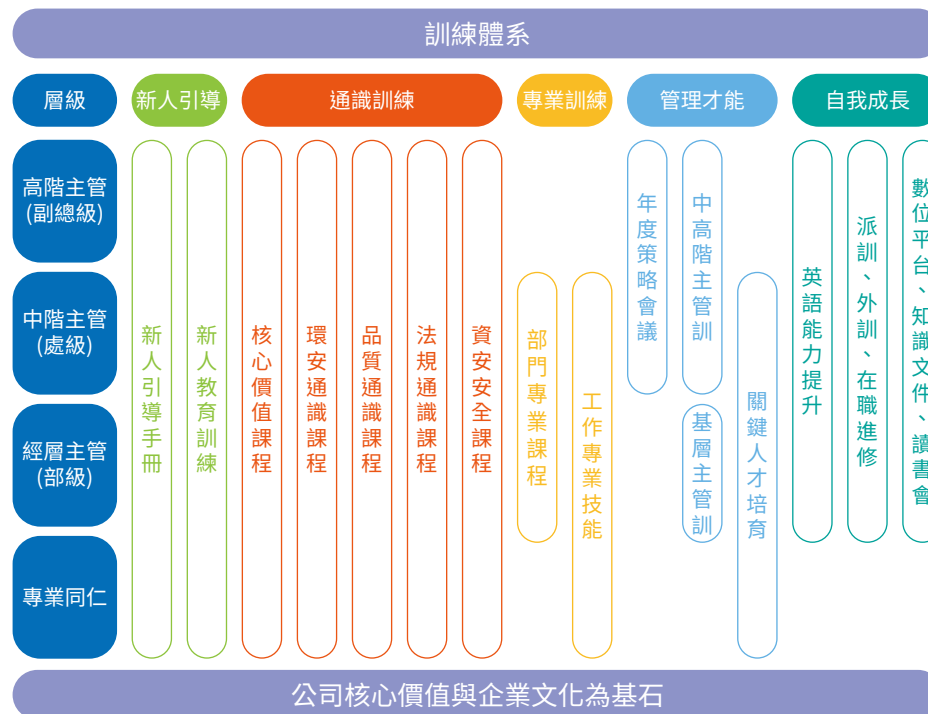 訓練體系
層級
新人引導
通識訓練
專業訓練
管理才能
自我成長
高階主管
(副總級)
中階主管
(處級)
經層主管
(部級)
專業同仁
新人引導手冊
新人教育訓練
核心價值課程
環安通識課程
品質通識課程
法規通識課程
資安安全課程
部門專業課程
工作專業技能
年度策略會議
中高階主管訓
基層主管訓
關鍵人才培育
英語能力提升
派訓、外訓、在職進修
數位平台、知識文件、讀書會
公司核心價值與企業文化為基石